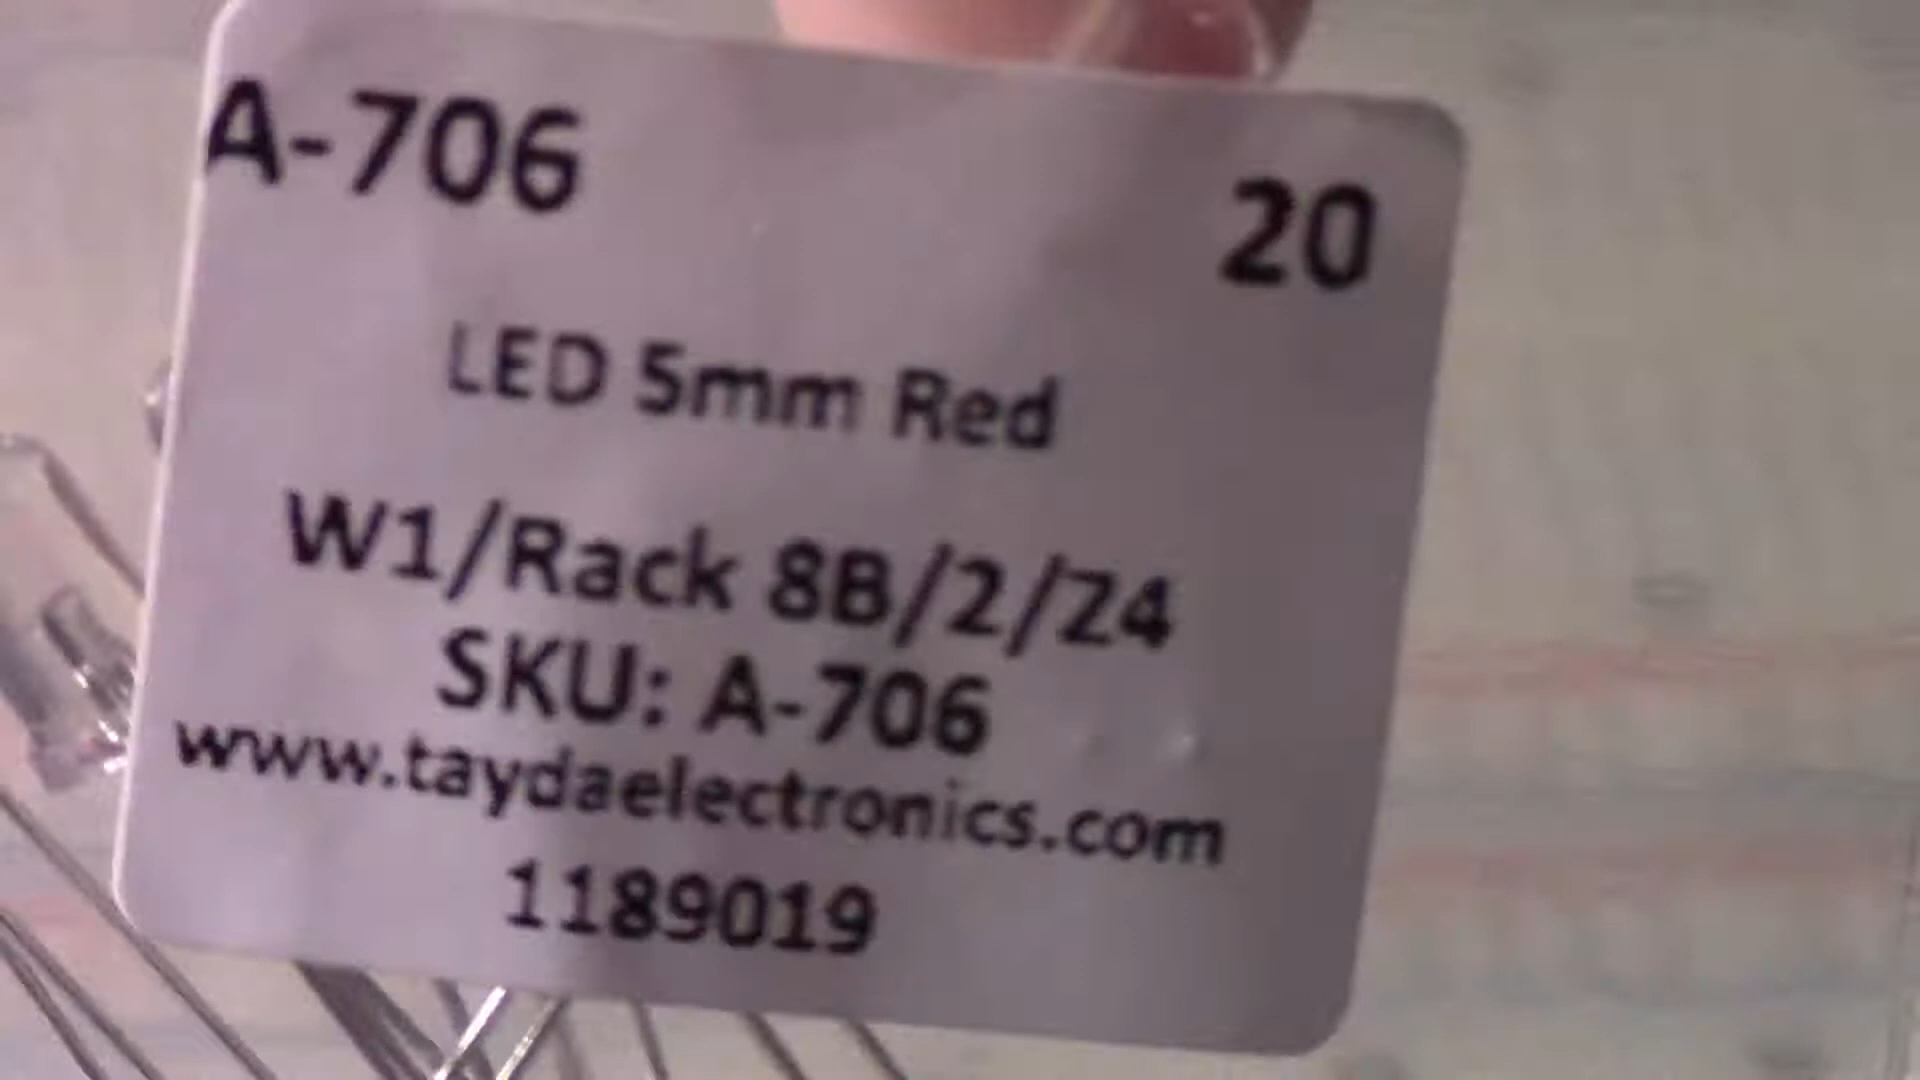 A-706
20
LED 5mm Red
W1/Rack 8B/2/Z4
SKU: A-706
www.taydaelectronics.com
1189019